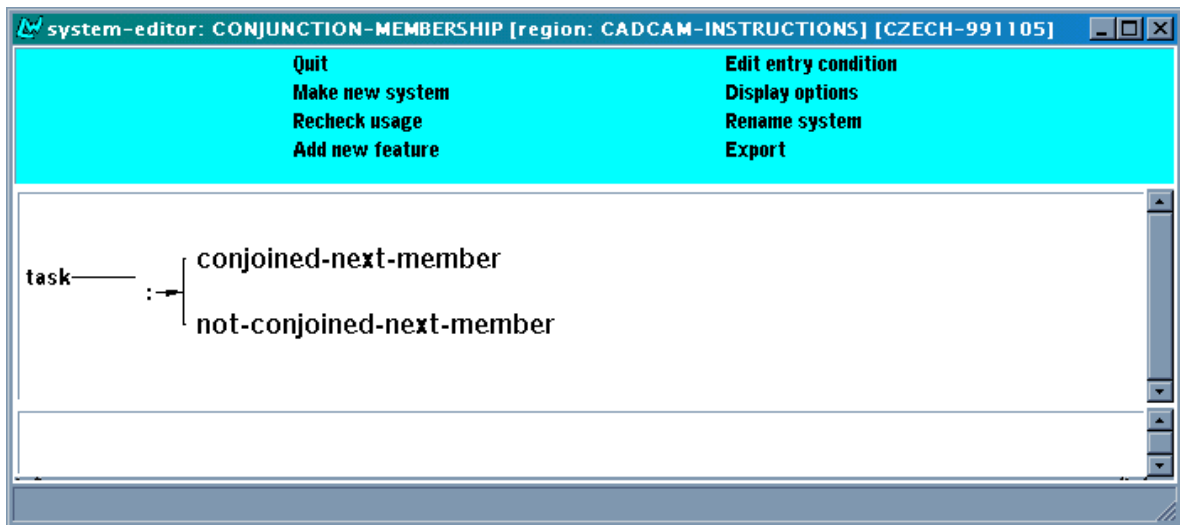 system-editor: CONJUNCTION-MEMBERSHIP [region: CADCAM-INSTRUCTIONS] [CZECH-991105]
Quit Edit entry condition
Make new system Display options
Recheck usage Rename system
Add new feature Export
conjoined-next-member
task
:
not-conjoined-next-member